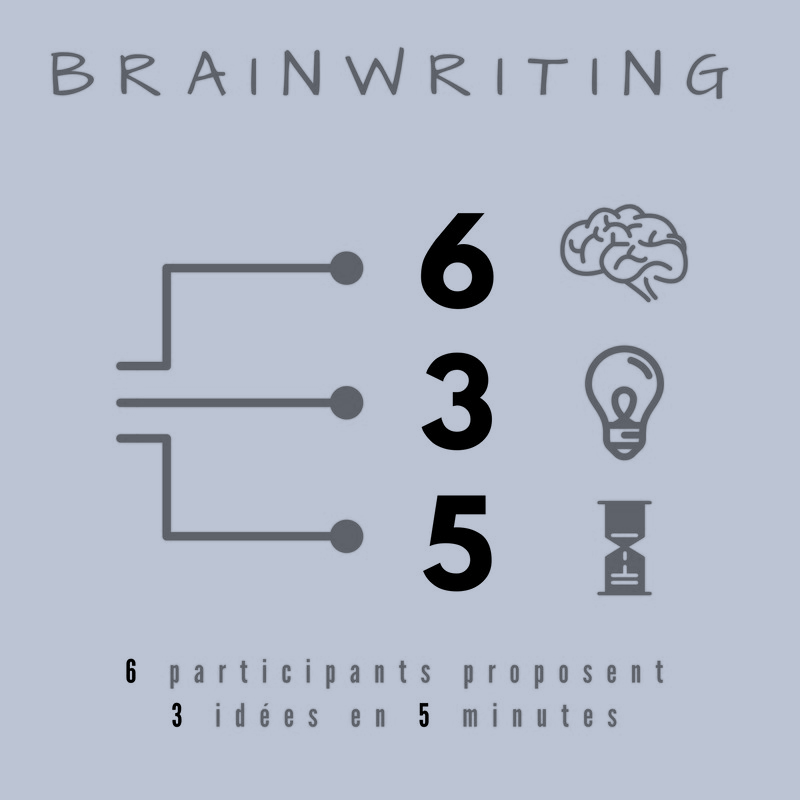 BRAINWRITING
6
3
5
6 participants proposent
3 idées en 5 minutes